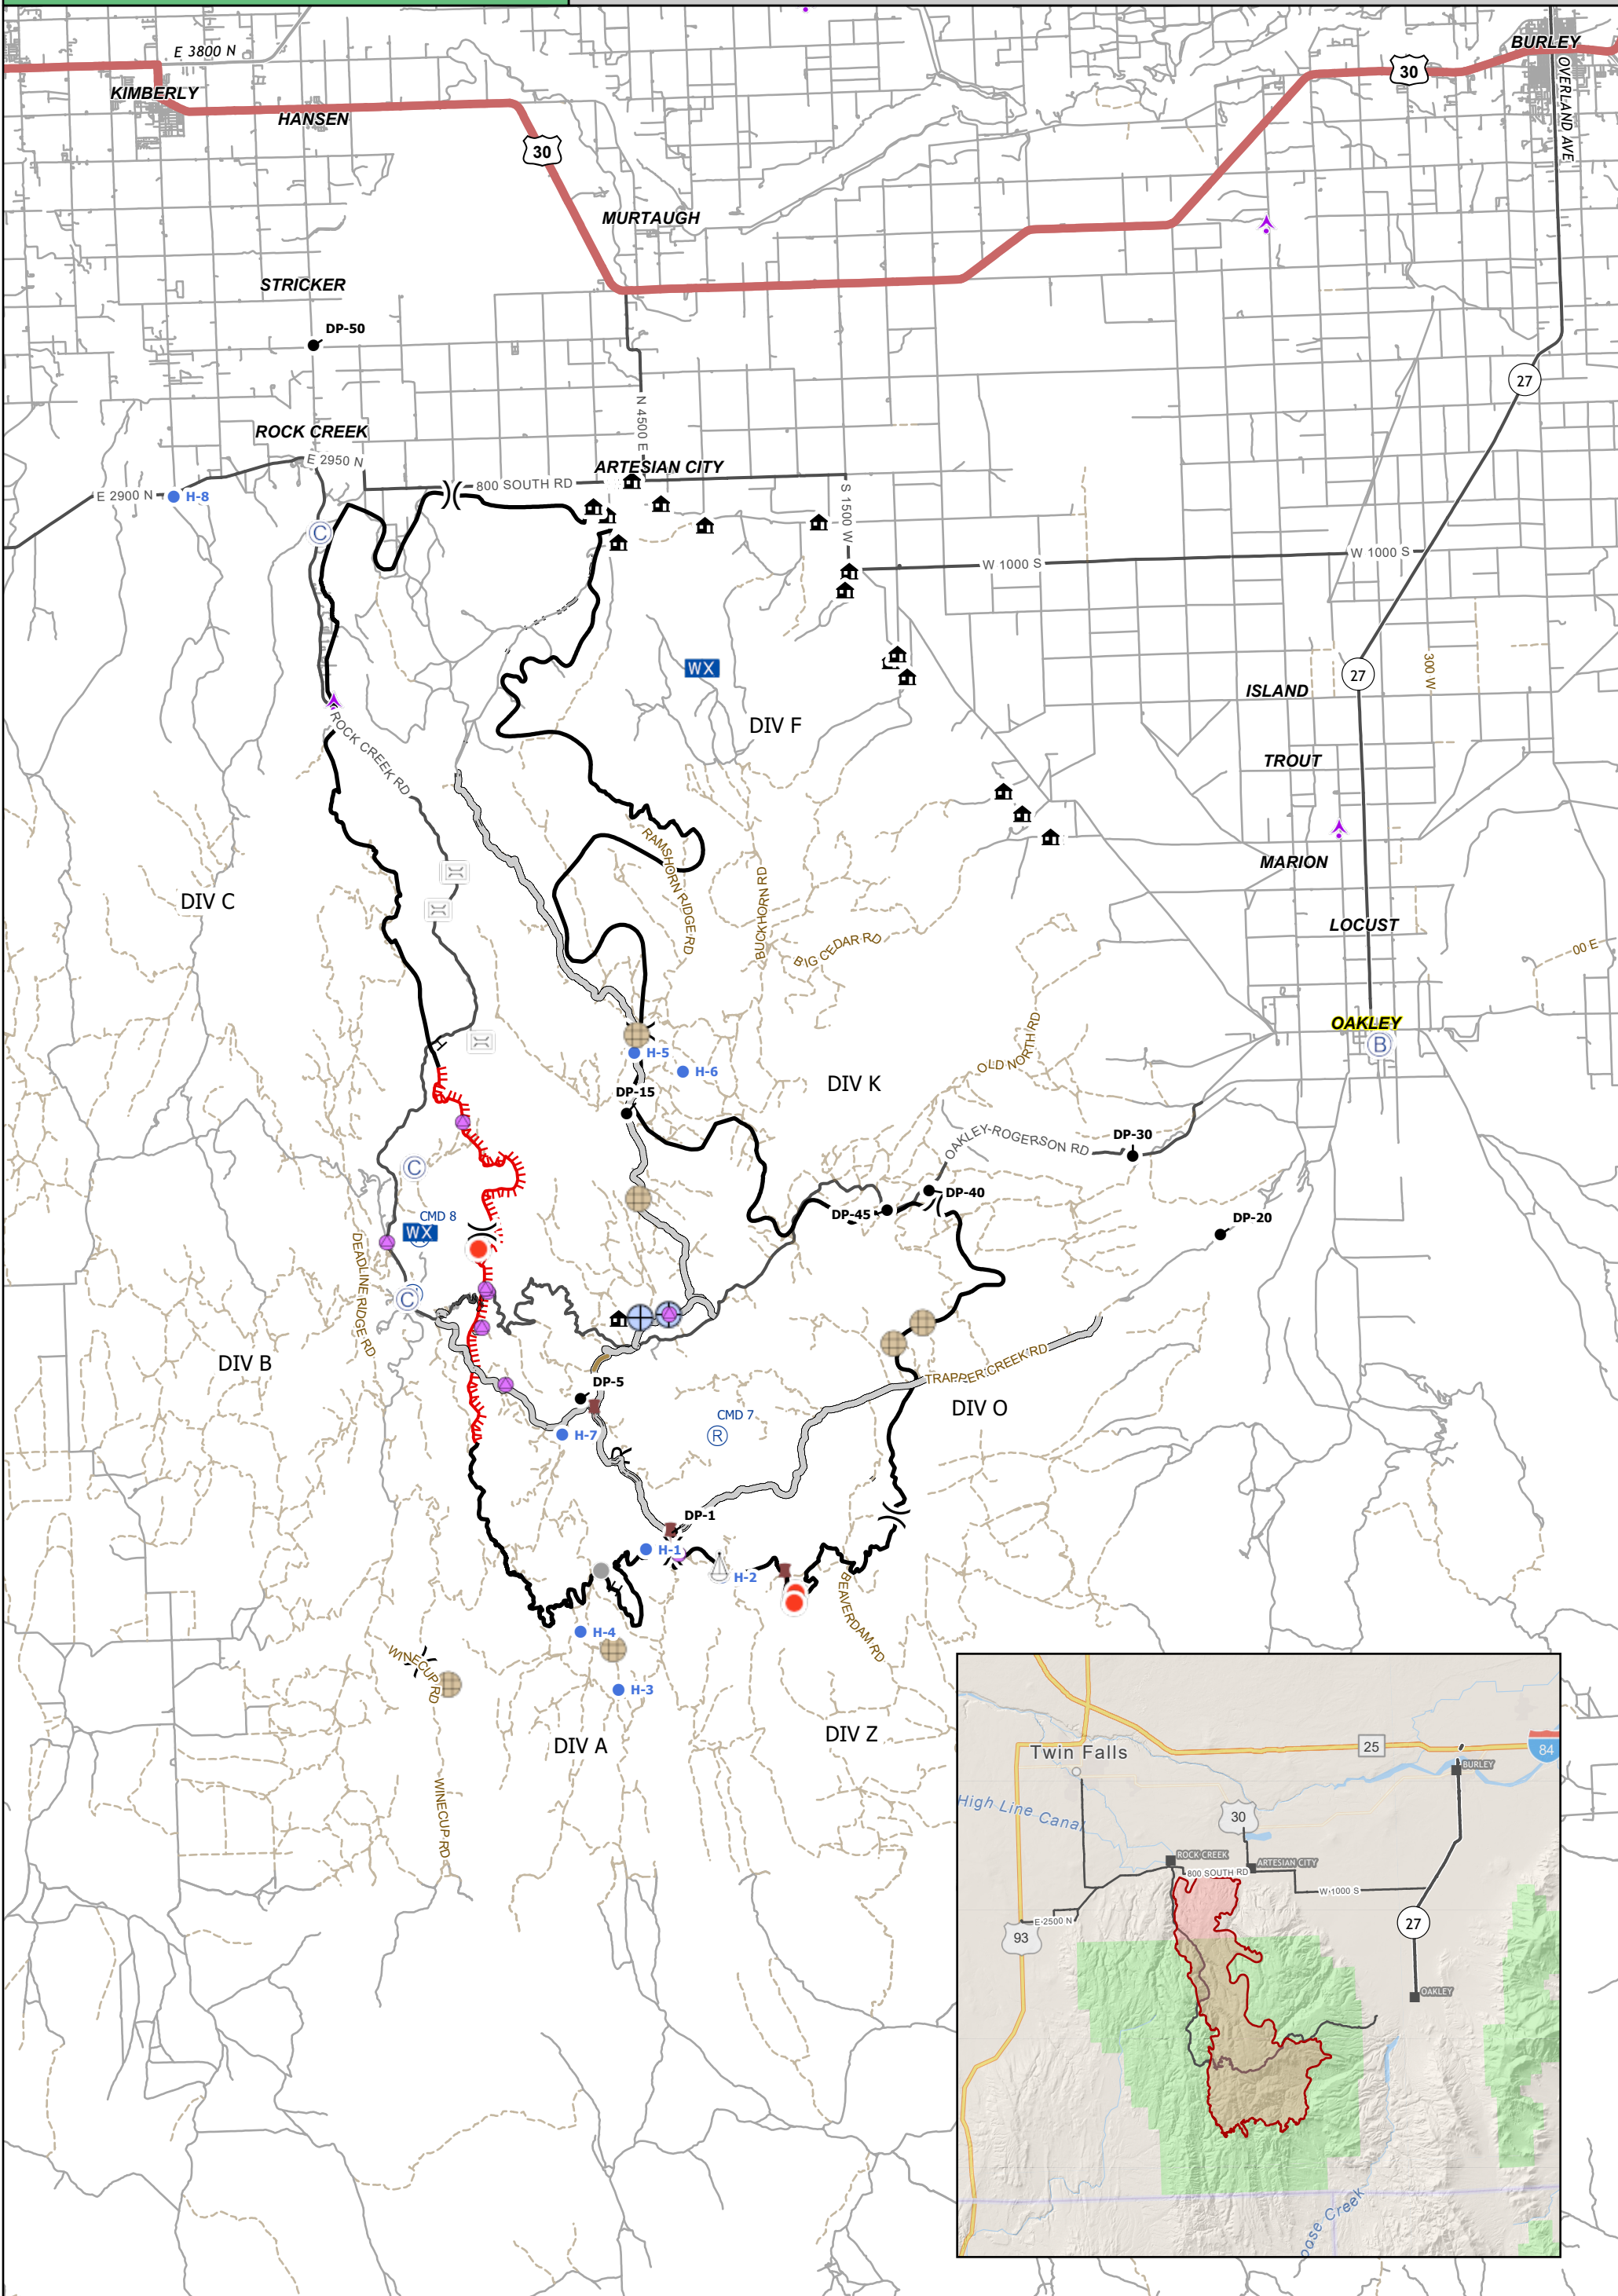 E 3800 N
BURLEY
30
KIMBERLY
OVERLAND AVE
HANSEN
30
MURTAUGH
STRICKER
DP-50
27
N 4500 E
ROCK CREEK
E 2950 N
ARTESIAN CITY
800 SOUTH RD
E 2900 N
H-8
S 1500 W
C
W 1000 S
W 1000 S
WX
300 W
27
ISLAND
DIV F
ROCK CREEK RD
TROUT
MARION
RAMSHORN RIDGE RD
BUCKHORN RD
DIV C
LOCUST
BIG CEDAR RD
00 E
OAKLEY
B
OLD NORTH RD
H-5
H-6
DIV K
DP-15
OAKLEY-ROGERSON RD
DP-30
C
DP-40
CMD 8
DP-45
DP-20
WX
DEADLINE RIDGE RD
C
DIV B
TRAPPER CREEK RD
DP-5
DIV O
CMD 7
R
H-7
DP-1
H-1
H-2
BEAVERDAM RD
H-4
WINECUP RD
H-3
DIV Z
DIV A
WINECUP RD
Twin Falls
25
84
BURLEY
High Line Canal
30
ROCK CREEK
ARTESIAN CITY
800 SOUTH RD
W 1000 S
E 2500 N
27
93
OAKLEY
oose Creek